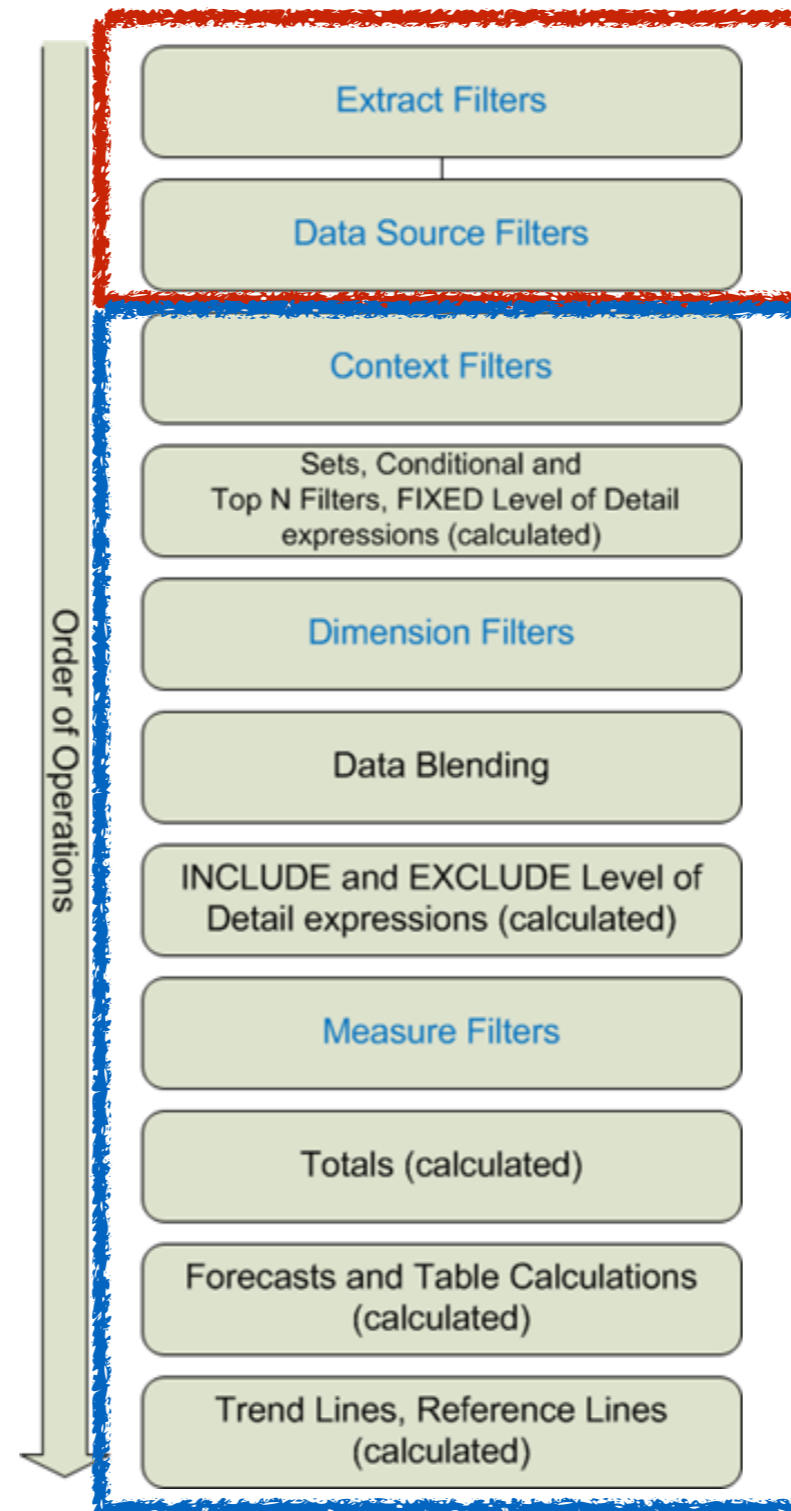 Order of Operations
Extract Filters
Data Source Filters
Context Filters
Sets, Conditional and
Top N Filters, FIXED Level of Detail
expressions (calculated)
Dimension Filters
Data Blending
INCLUDE and EXCLUDE Level of
Detail expressions (calculated)
Measure Filters
Totals (calculated)
Forecasts and Table Calculations
(calculated)
Trend Lines, Reference Lines
(calculated)